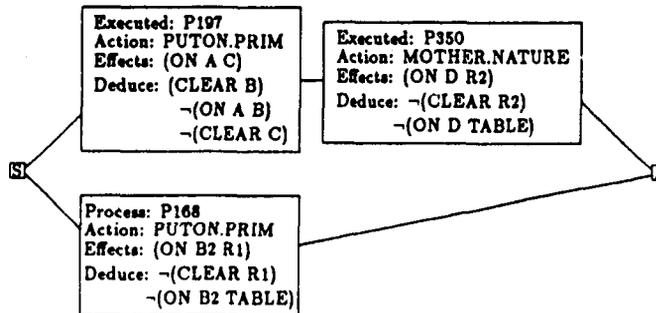 Executed: P197
Action: PUTON.PRIM
Effects: (ON A C)
Deduce: (CLEAR B)
¬(ON A B)
¬(CLEAR C)
Executed: P350
Action: MOTHER.NATURE
Effects: (ON D R2)
Deduce: ¬(CLEAR R2)
¬(ON D TABLE)
S
Process: P168
Action: PUTON.PRIM
Effects: (ON B2 R1)
Deduce: ¬(CLEAR R1)
¬(ON B2 TABLE)